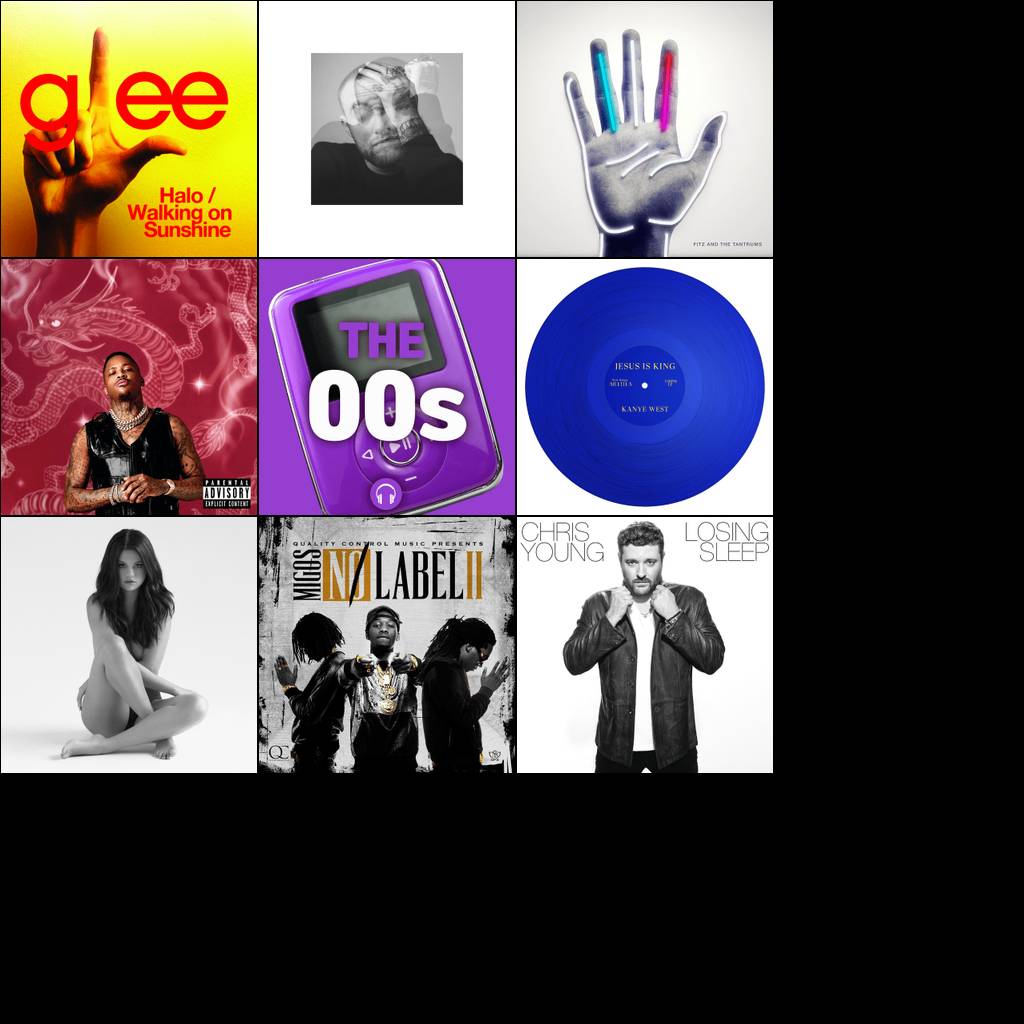 glee
Halo /
Walking on
Sunshine
FITZ AND THE TANTRUMS
PARENTAL
ADVISORY
EXPLICIT CONTENT
THE
00s
JESUS IS KING
KANYE WEST
QUALITY CONTROL MUSIC PRESENTS
MIGOS
NO LABEL II
QC
CHRIS
YOUNG
LOSING
SLEEP